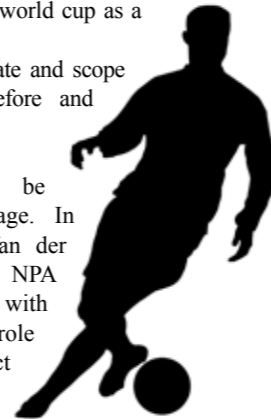 world cup as a
ate and scope
efore and
be
age. In
an der
NPA
with
role
ct